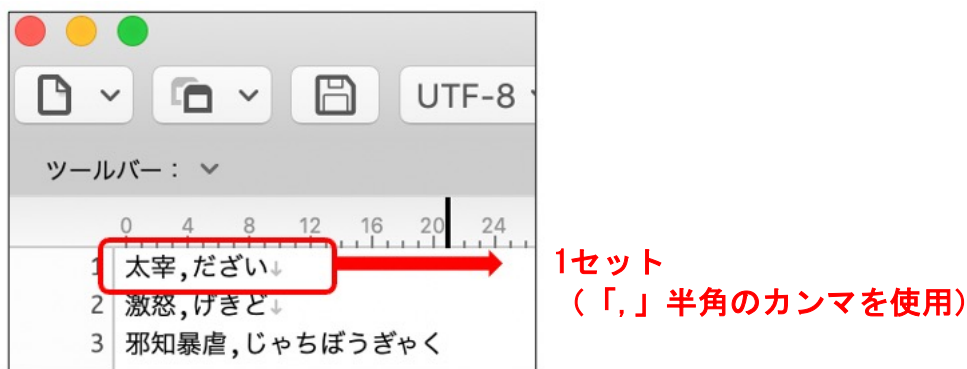 UTF-8
ツールバー：
0 4 8 12 16 20 24
1 太宰,だざい↓
2 激怒,げきど↓
3 邪知暴虐,じゃちぼうぎゃく
1セット
（「,」半角のカンマを使用）